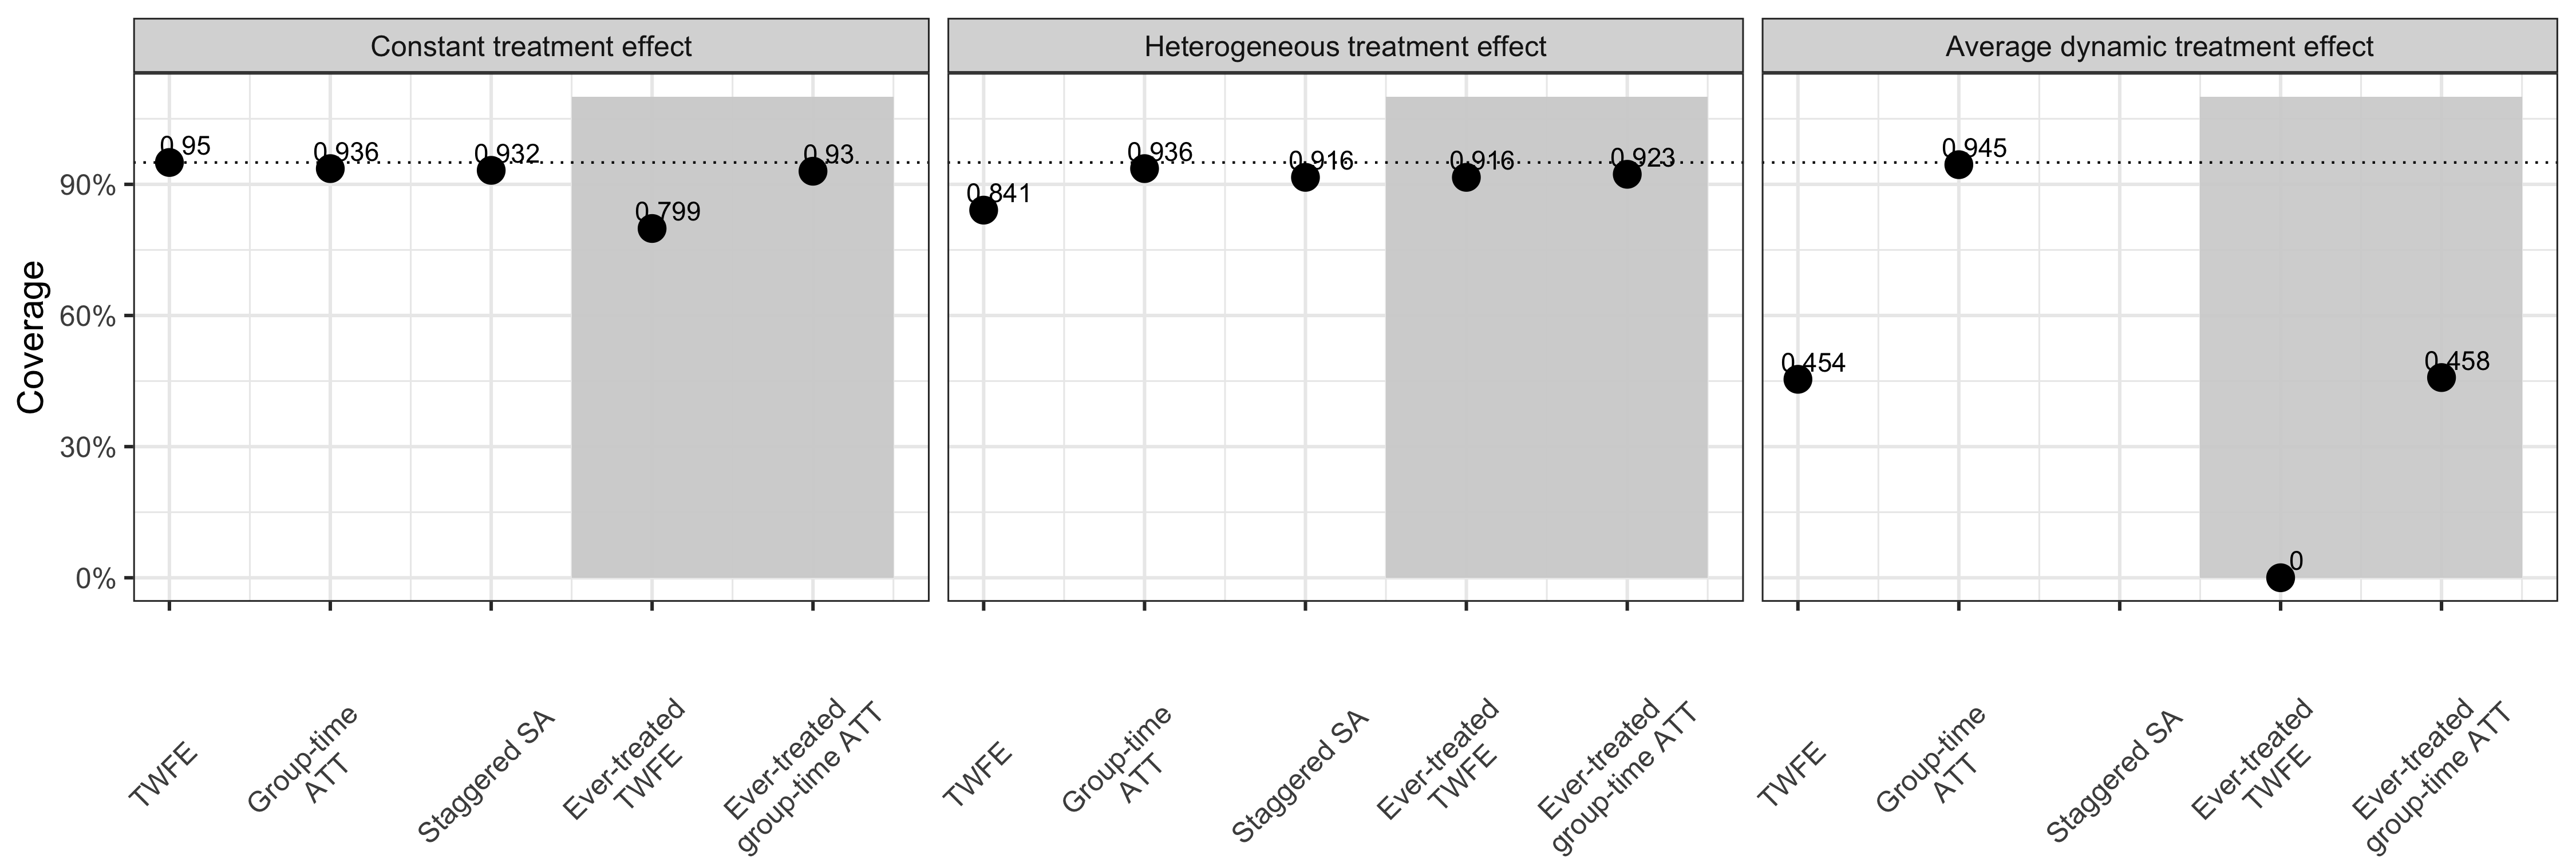 Constant treatment effect
Heterogeneous treatment effect
Average dynamic treatment effect
Coverage
90%
60%
30%
0%
0.95
0.936
0.932
0.799
0.93
0.841
0.936
0.916
0.916
0.923
0.454
0.945
0
0.458
TWFE
Group-time
ATT
Staggered SA
Ever-treated
TWFE
Ever-treated
group-time ATT
TWFE
Group-time
ATT
Staggered SA
Ever-treated
TWFE
Ever-treated
group-time ATT
TWFE
Group-time
ATT
Staggered SA
Ever-treated
TWFE
Ever-treated
group-time ATT